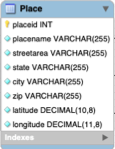 Place
placeid INT
placename VARCHAR(255)
streetarea VARCHAR(255)
state VARCHAR(255)
city VARCHAR(255)
zip VARCHAR(255)
latitude DECIMAL(10,8)
longitude DECIMAL(11,8)
Indexes